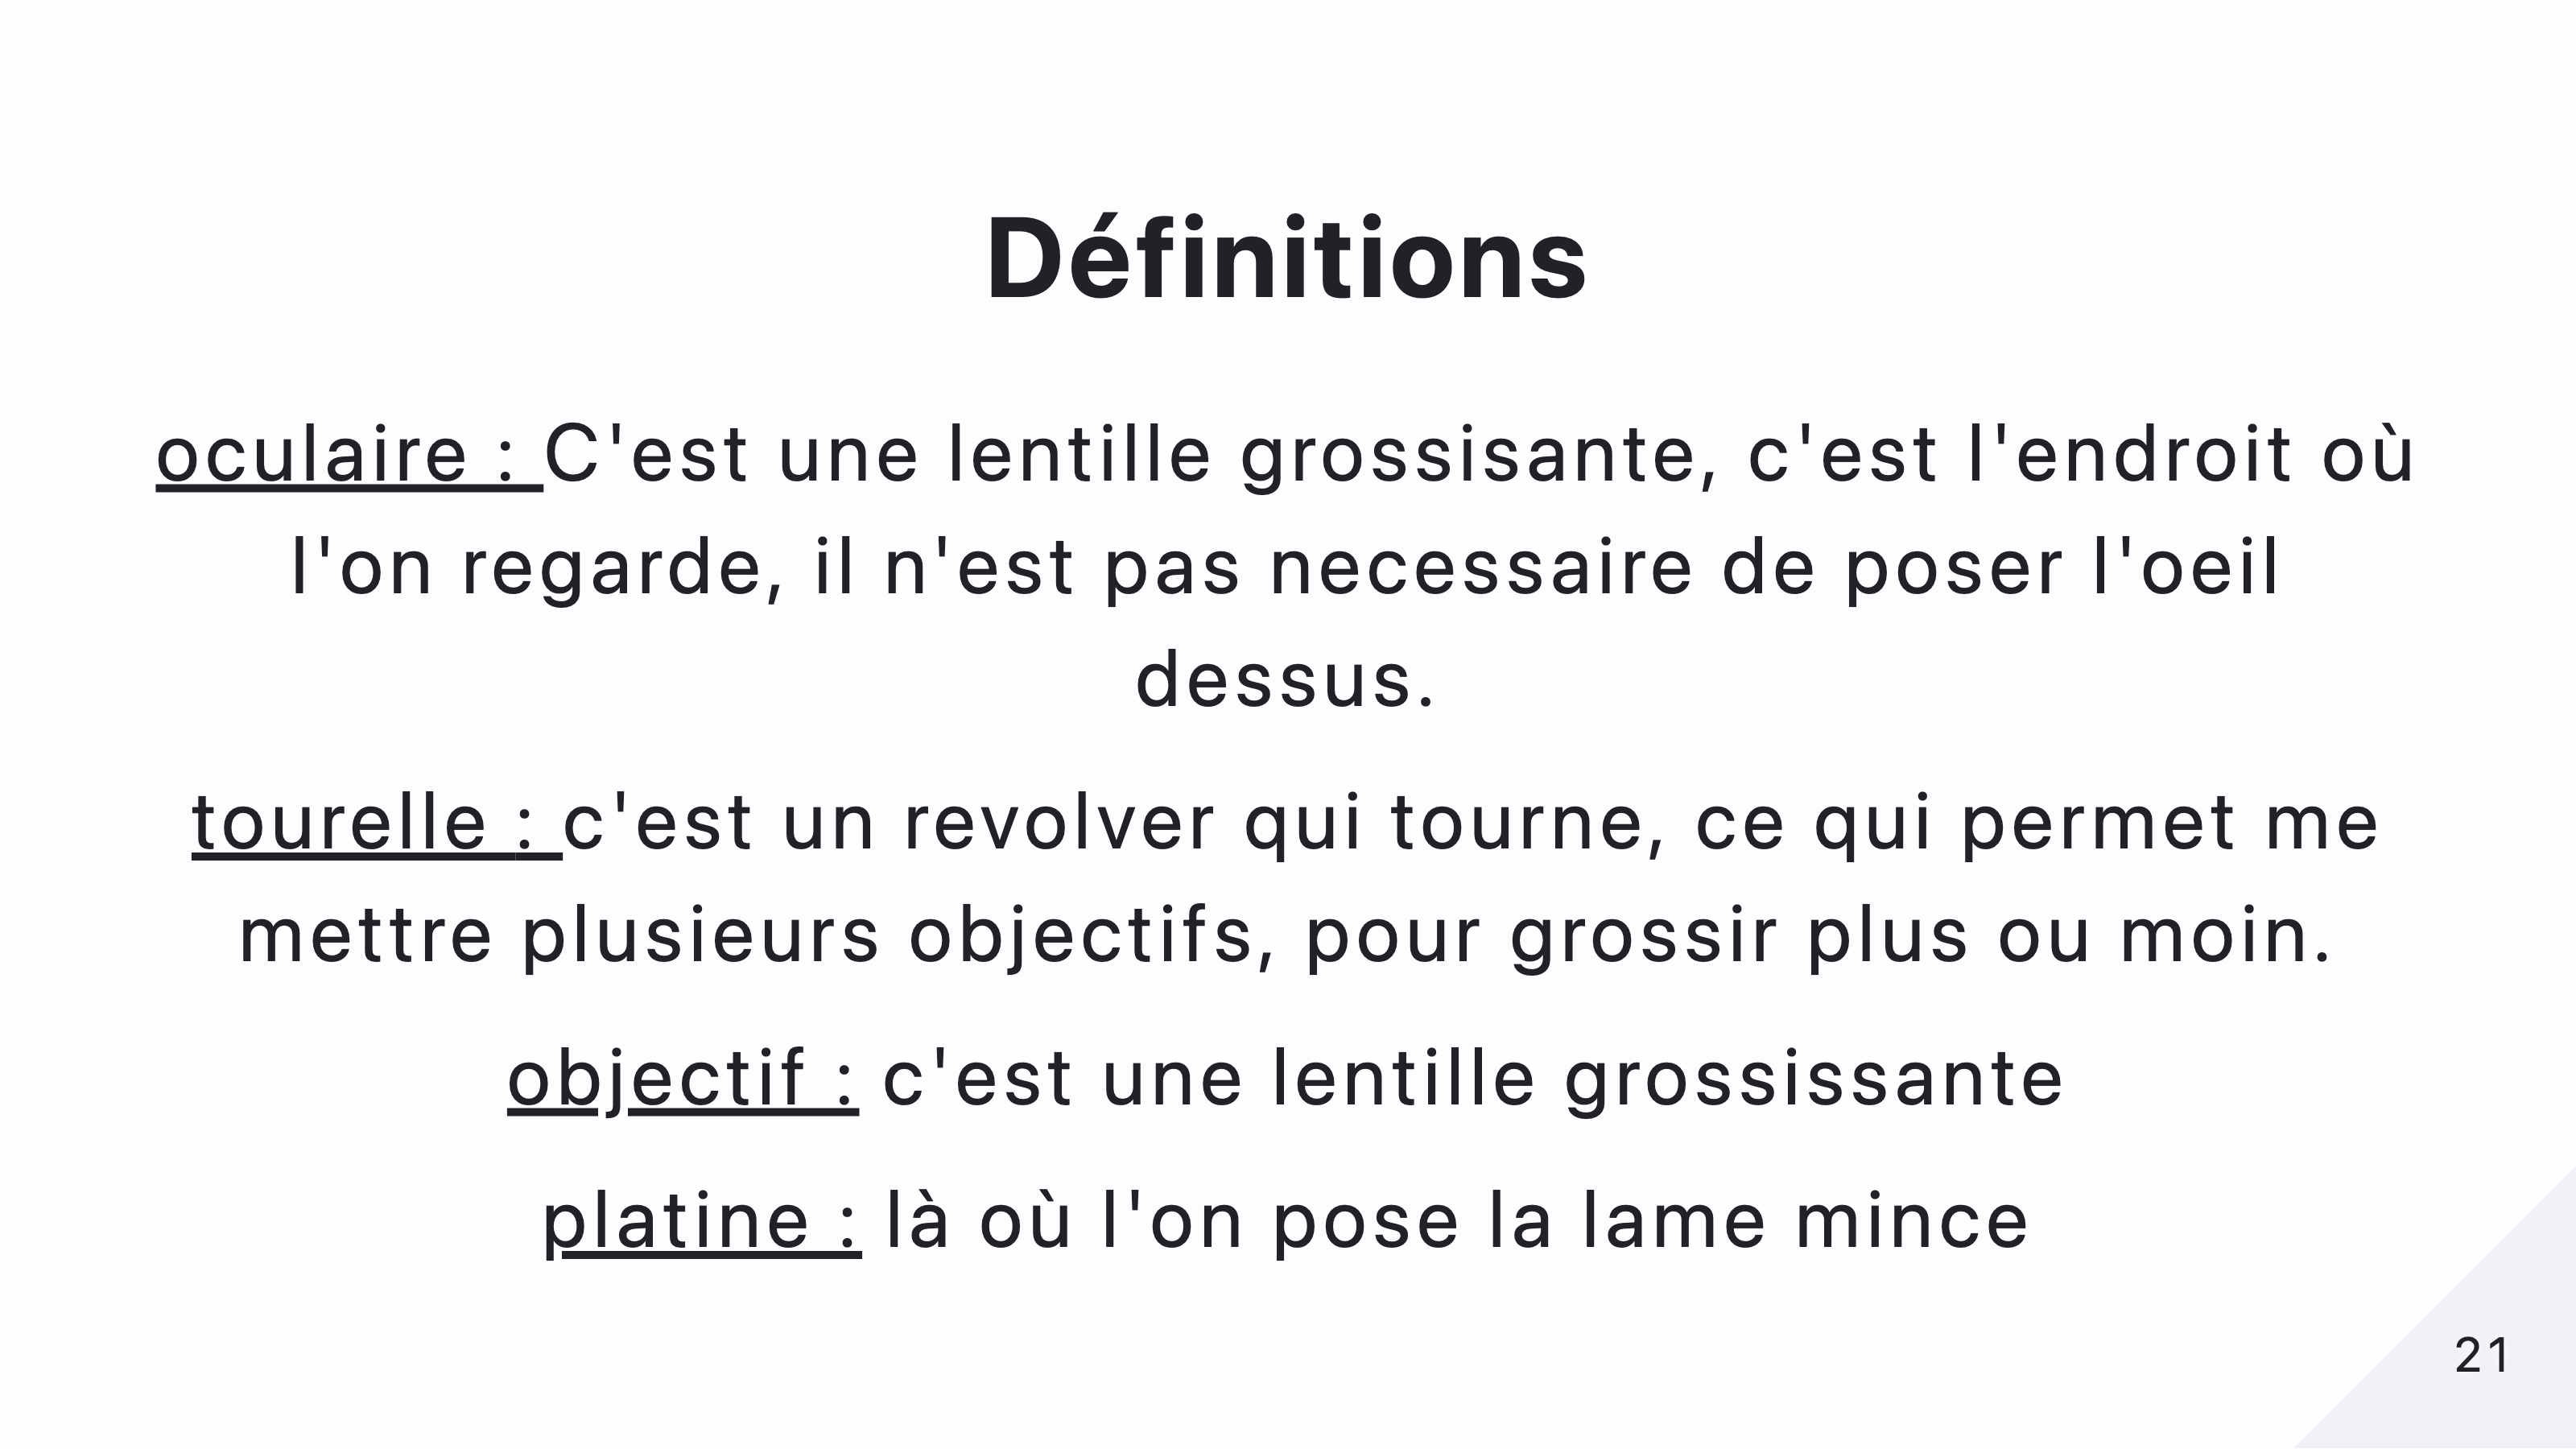 Définitions
oculaire : C'est une lentille grossisante, c'est l'endroit où
l'on regarde, il n'est pas necessaire de poser l'oeil
dessus.
tourelle : c'est un revolver qui tourne, ce qui permet me
mettre plusieurs objectifs, pour grossir plus ou moin.
objectif : c'est une lentille grossissante
platine : là où l'on pose la lame mince
21